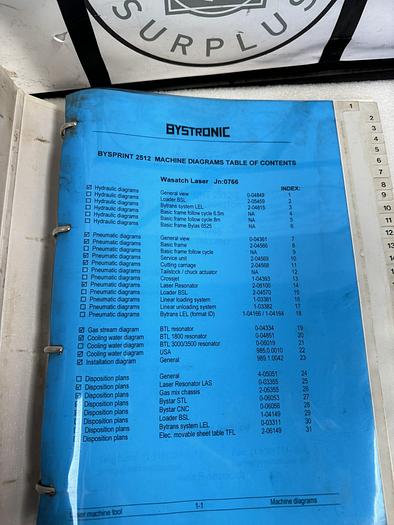 SURPLUS
BYSTRONIC
BYSPRINT 2512 MACHINE DIAGRAMS TABLE OF CONTENTS
Wasatch Laser Jn:0766 INDEX:
Hydraulic diagrams General view 0-04849 1
Hydraulic diagrams Loader BSL 2-05459 2
Hydraulic diagrams Bytrans system LEL 2-04815 3
Hydraulic diagrams Basic frame follow cycle 6.5m NA 4
Hydraulic diagrams Basic frame follow cycle 8m NA 5
Hydraulic diagrams Basic frame Bylas 6525 NA 6
Pneumatic diagrams General view 0-04361 7
Pneumatic diagrams Basic frame 2-04566 8
Pneumatic diagrams Basic frame follow cycle NA 9
Pneumatic diagrams Service unit 2-04569 10
Pneumatic diagrams Cutting carriage 2-04568 11
Pneumatic diagrams Tailstock / chuck actuator NA 12
Pneumatic diagrams Crossjet 1-04393 13
Pneumatic diagrams Laser Resonator 2-06109 14
Pneumatic diagrams Loader BSL 2-04570 15
Pneumatic diagrams Linear loading system 1-03381 16
Pneumatic diagrams Linear unloading system 1-03382 17
Pneumatic diagrams Bytrans LEL (format ID) 1-04166 / 1-04164 18
Gas stream diagram BTL resonator 0-04334 19
Cooling water diagram BTL 1800 resonator 0-04851 20
Cooling water diagram BTL 3000/3500 resonator 0-06019 21
Cooling water diagram USA 985.0.0010 22
Installation diagram General 989.1.0042 23
Disposition plans General 4-05051 24
Disposition plans Laser Resonator LAS 0-03355 25
Disposition plans Gas mix chassis 2-06355 26
Disposition plans Bystar STL 0-06053 27
Disposition plans Bystar CNC 0-06056 28
Disposition plans Loader BSL 1-04149 29
Disposition plans Bytrans system LEL 0-03311 30
Disposition plans Elec. movable sheet table TFL 2-06149 31
machine tool 1-1 Machine diagrams
1
2
3
4
5
6
7
8
9
10
11
12
13